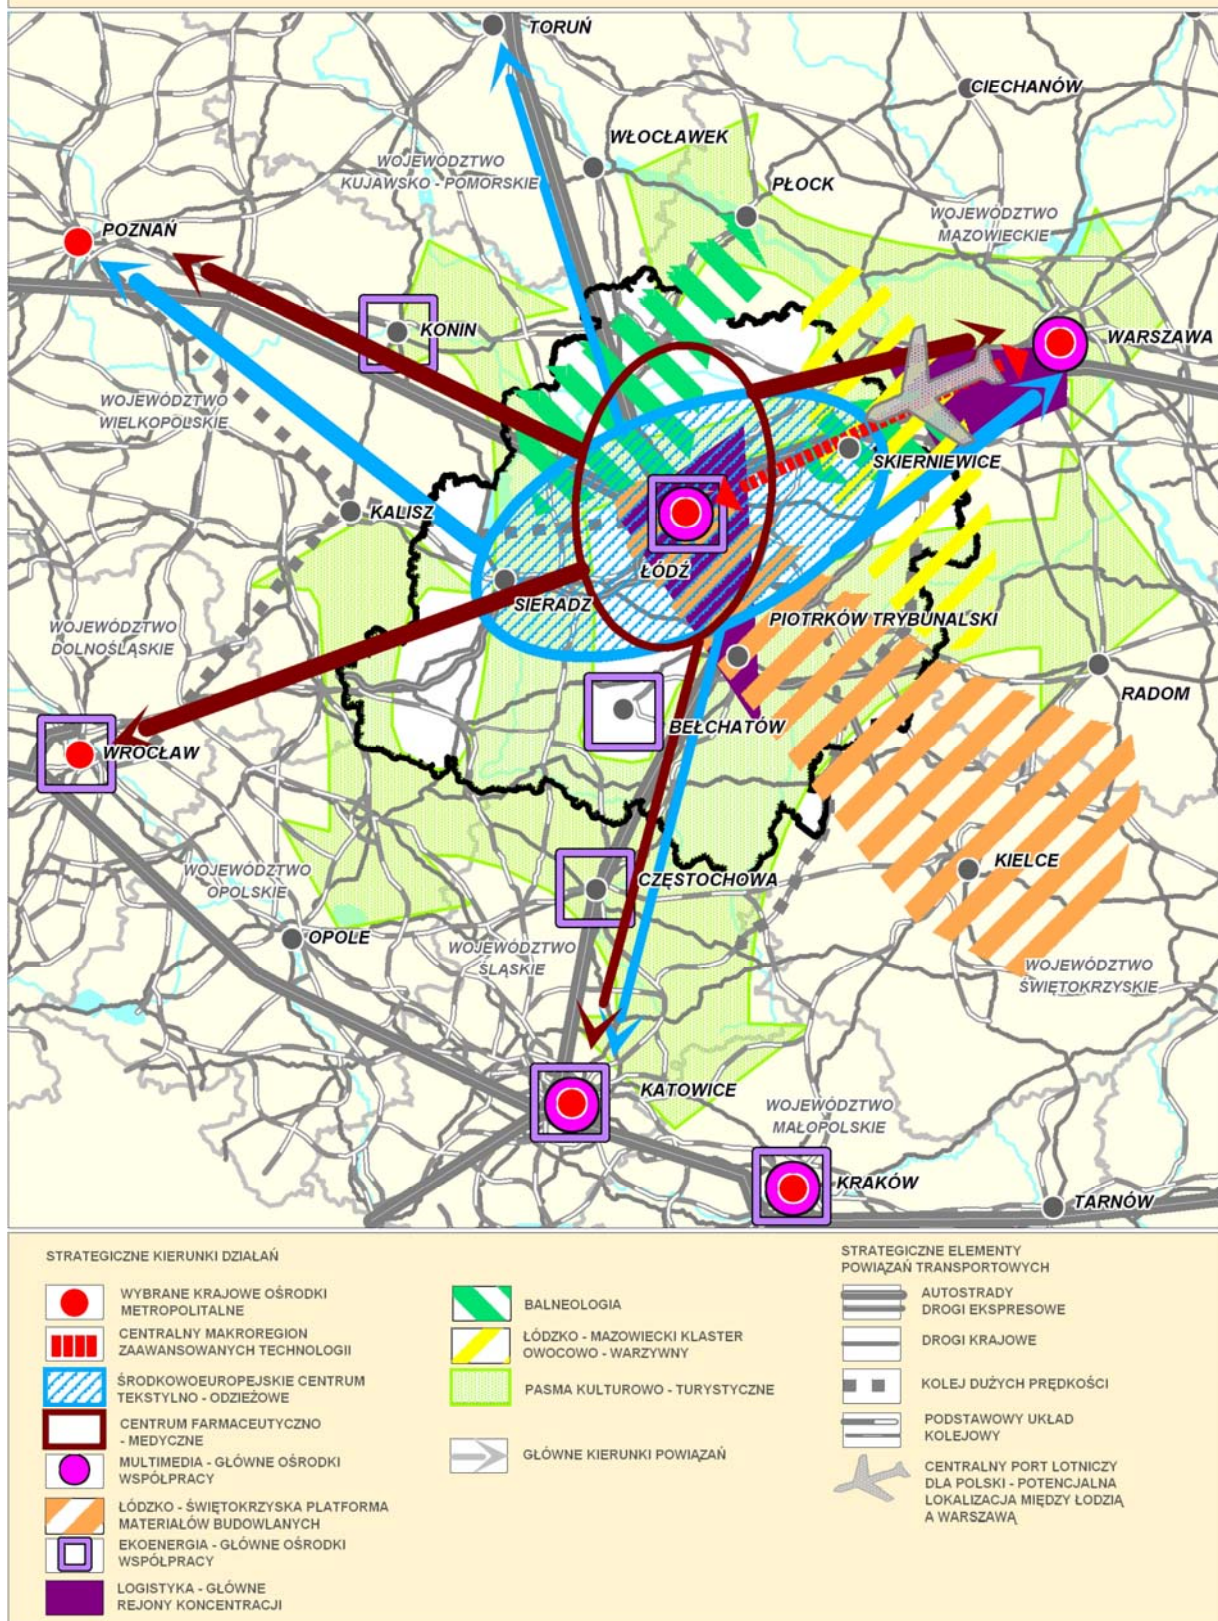 TORUŃ
CIECHANÓW
WŁOCŁAWEK
WOJEWÓDZTWO
KUJAWSKO - POMORSKIE
PŁOCK
WOJEWÓDZTWO
MAZOWIECKIE
POZNAŃ
KONIN
WARSZAWA
WOJEWÓDZTWO
WIELKOPOLSKIE
SKIERNIEWICE
KALISZ
ŁÓDŹ
SIERADZ
PIOTRKÓW TRYBUNALSKI
WOJEWÓDZTWO
DOLNOŚLĄSKIE
RADOM
BEŁCHATÓW
WROCŁAW
KIELCE
WOJEWÓDZTWO
OPOLSKIE
CZĘSTOCHOWA
OPOLE
WOJEWÓDZTWO
ŚLĄSKIE
WOJEWÓDZTWO
ŚWIĘTOKRZYSKIE
KATOWICE
WOJEWÓDZTWO
MAŁOPOLSKIE
KRAKÓW
TARNÓW
STRATEGICZNE KIERUNKI DZIAŁAŃ
WYBRANE KRAJOWE OŚRODKI
METROPOLITALNE
CENTRALNY MAKROREGION
ZAAWANSOWANYCH TECHNOLOGII
ŚRODKOWOEUROPEJSKIE CENTRUM
TEKSTYLNO - ODZIEŻOWE
CENTRUM FARMACEUTYCZNO
- MEDYCZNE
MULTIMEDIA - GŁÓWNE OŚRODKI
WSPÓŁPRACY
ŁÓDZKO - ŚWIĘTOKRZYSKA PLATFORMA
MATERIAŁÓW BUDOWLANYCH
EKOENERGIA - GŁÓWNE OŚRODKI
WSPÓŁPRACY
LOGISTYKA - GŁÓWNE
REJONY KONCENTRACJI
BALNEOLOGIA
ŁÓDZKO - MAZOWIECKI KLASTER
OWOCOWO - WARZYWNY
PASMA KULTUROWO - TURYSTYCZNE
GŁÓWNE KIERUNKI POWIĄZAŃ
STRATEGICZNE ELEMENTY
POWIĄZAŃ TRANSPORTOWYCH
AUTOSTRADY
DROGI EKSPRESOWE
DROGI KRAJOWE
KOLEJ DUŻYCH PRĘDKOŚCI
PODSTAWOWY UKŁAD
KOLEJOWY
CENTRALNY PORT LOTNICZY
DLA POLSKI - POTENCJALNA
LOKALIZACJA MIĘDZY ŁODZIĄ
A WARSZAWĄ